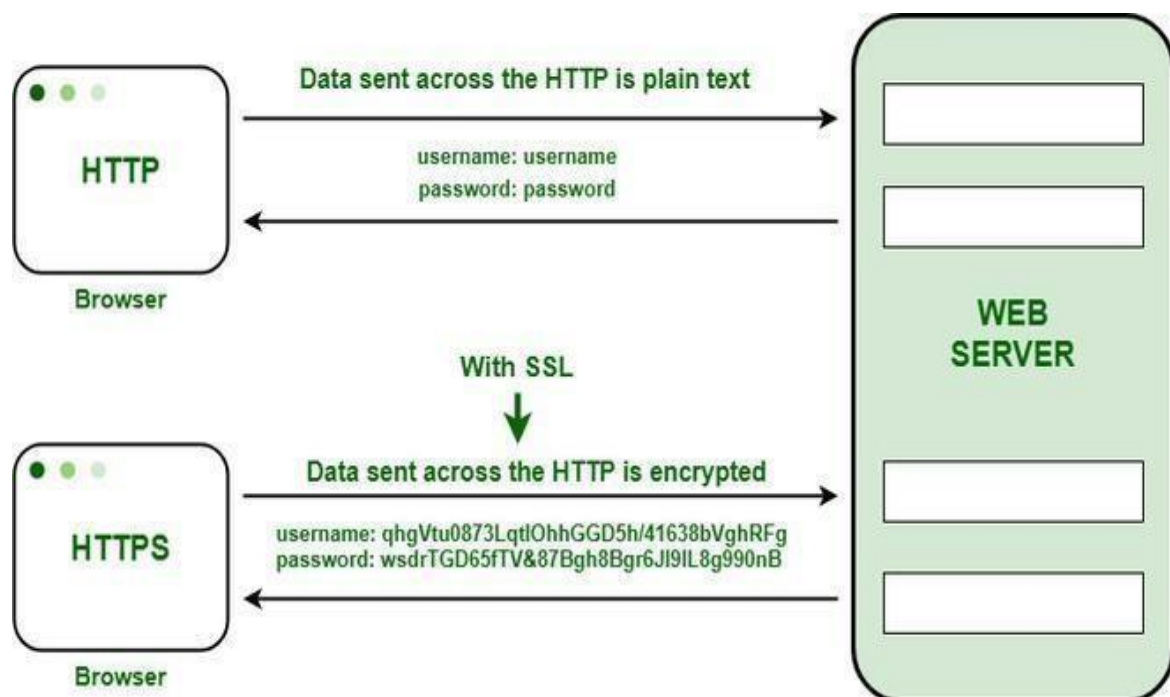 Data sent across the HTTP is plain text
HTTP
username: username
password: password
Browser
WEB
SERVER
With SSL
Data sent across the HTTP is encrypted
HTTPS
username: qhgVtu0873LqtlOhhGGD5h/41638bVghRFg
password: wsdrTGD65fTV&87Bgh8Bgr6Jl9lL8g990nB
Browser